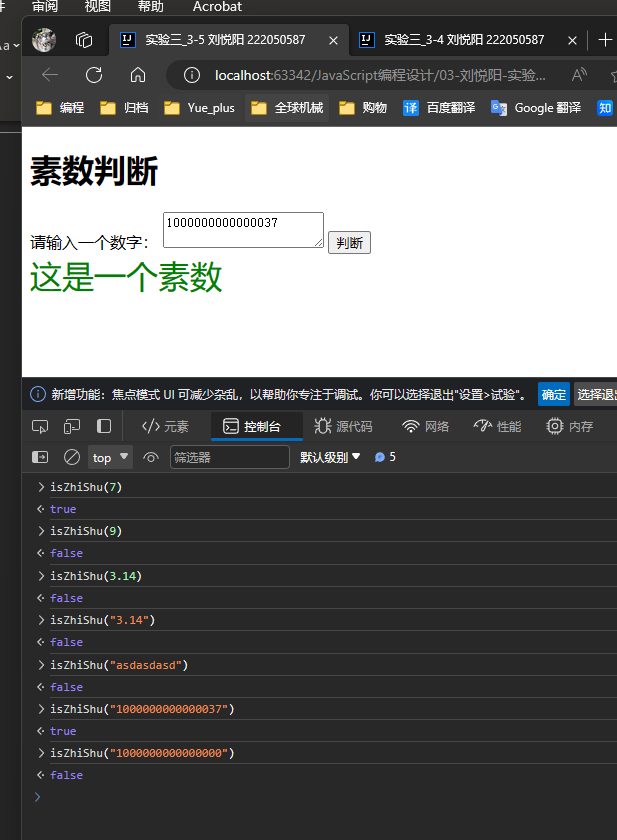 审阅 视图 帮助 Acrobat
实验三_3-5 刘悦阳 222050587 实验三_3-4 刘悦阳 222050587
localhost:63342/JavaScript编程设计/03-刘悦阳-实验...
编程 归档 Yue_plus 全球机械 购物 译 百度翻译 Google 翻译 知
素数判断
请输入一个数字： 1000000000000037 判断
这是一个素数
新增功能：焦点模式 UI 可减少杂乱，以帮助你专注于调试。你可以选择退出"设置>试验"。 确定 选择退出
元素 控制台 源代码 网络 性能 内存
top 筛选器 默认级别 5
isZhiShu(7)
true
isZhiShu(9)
false
isZhiShu(3.14)
false
isZhiShu("3.14")
false
isZhiShu("asdasdasd")
false
isZhiShu("1000000000000037")
true
isZhiShu("1000000000000000")
false